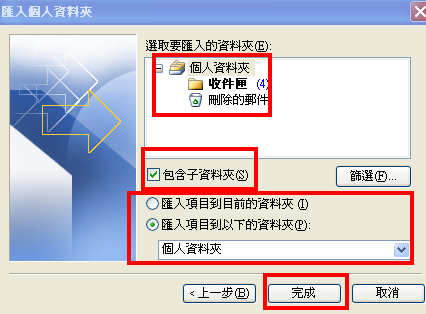 匯入個人資料夾
選取要匯入的資料夾(E):
個人資料夾
收件匣 (4)
刪除的郵件
包含子資料夾(S)
篩選(F)...
匯入項目到目前的資料夾 (I)
匯入項目到以下的資料夾(P):
個人資料夾
< 上一步(B)
完成
取消